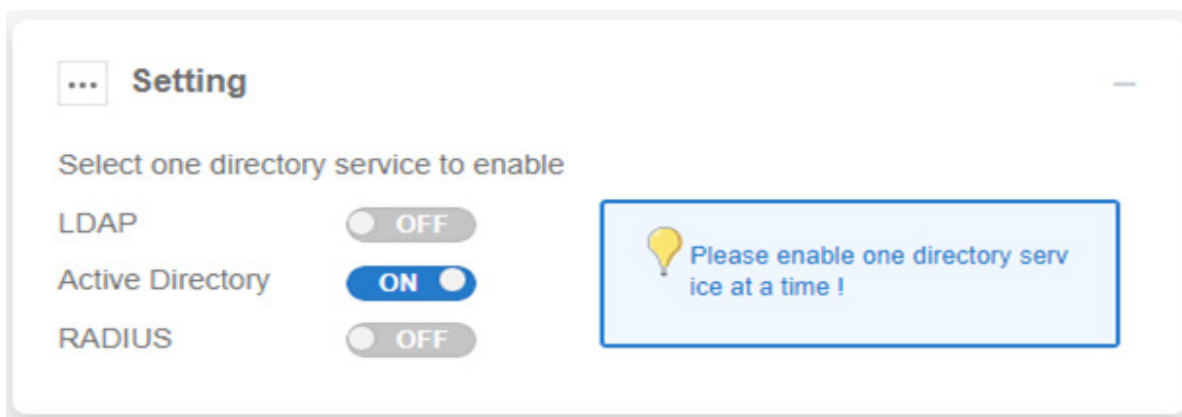 ... Setting
Select one directory service to enable
LDAP OFF
Active Directory ON
RADIUS OFF
Please enable one directory serv
ice at a time !